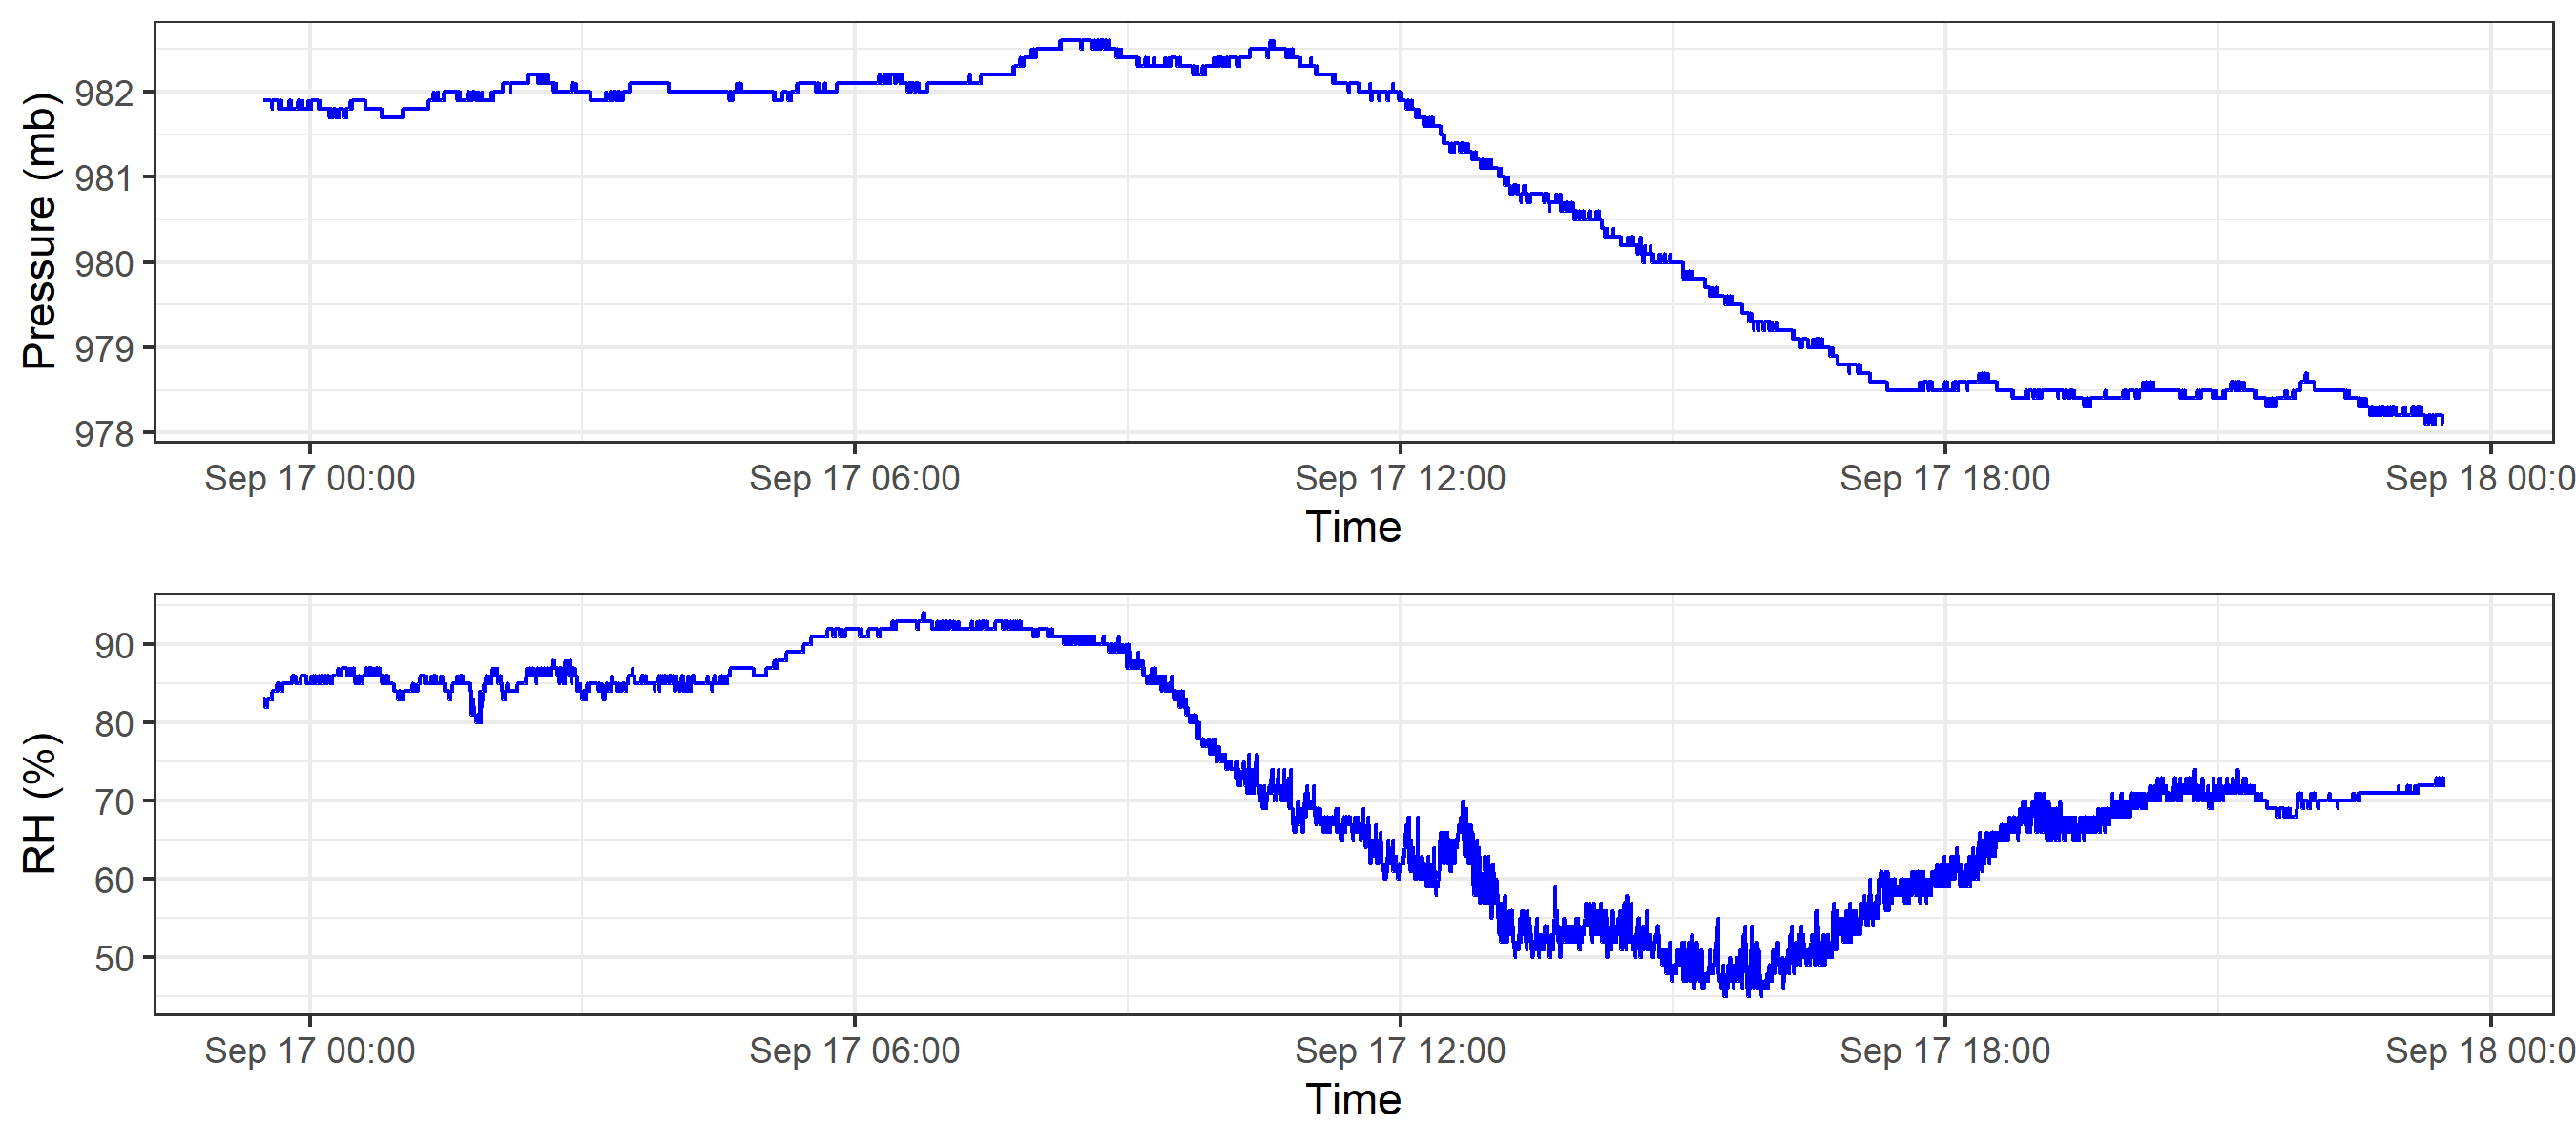 Pressure (mb)
982
981
980
979
978
Sep 17 00:00
Sep 17 06:00
Sep 17 12:00
Sep 17 18:00
Sep 18 00:0
Time
RH (%)
90
80
70
60
50
Sep 17 00:00
Sep 17 06:00
Sep 17 12:00
Sep 17 18:00
Sep 18 00:0
Time